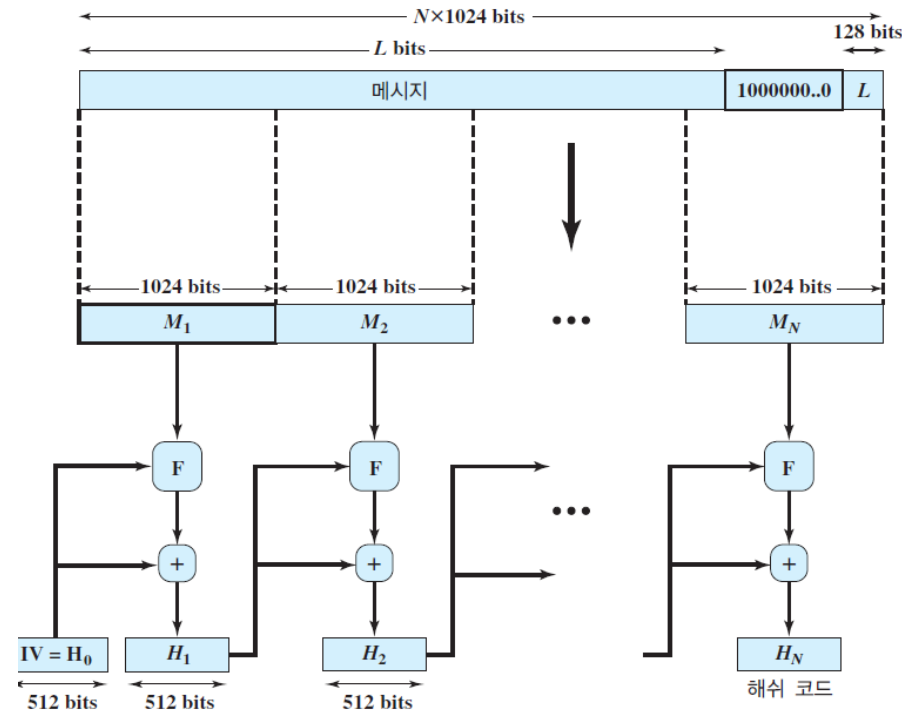 N×1024 bits
128 bits
L bits
메시지 1000000..0 L
1024 bits 1024 bits 1024 bits
M1 M2 ••• MN
F F F
•••
+ + +
IV = H0 H1 H2 HN
512 bits 512 bits 512 bits 해쉬 코드